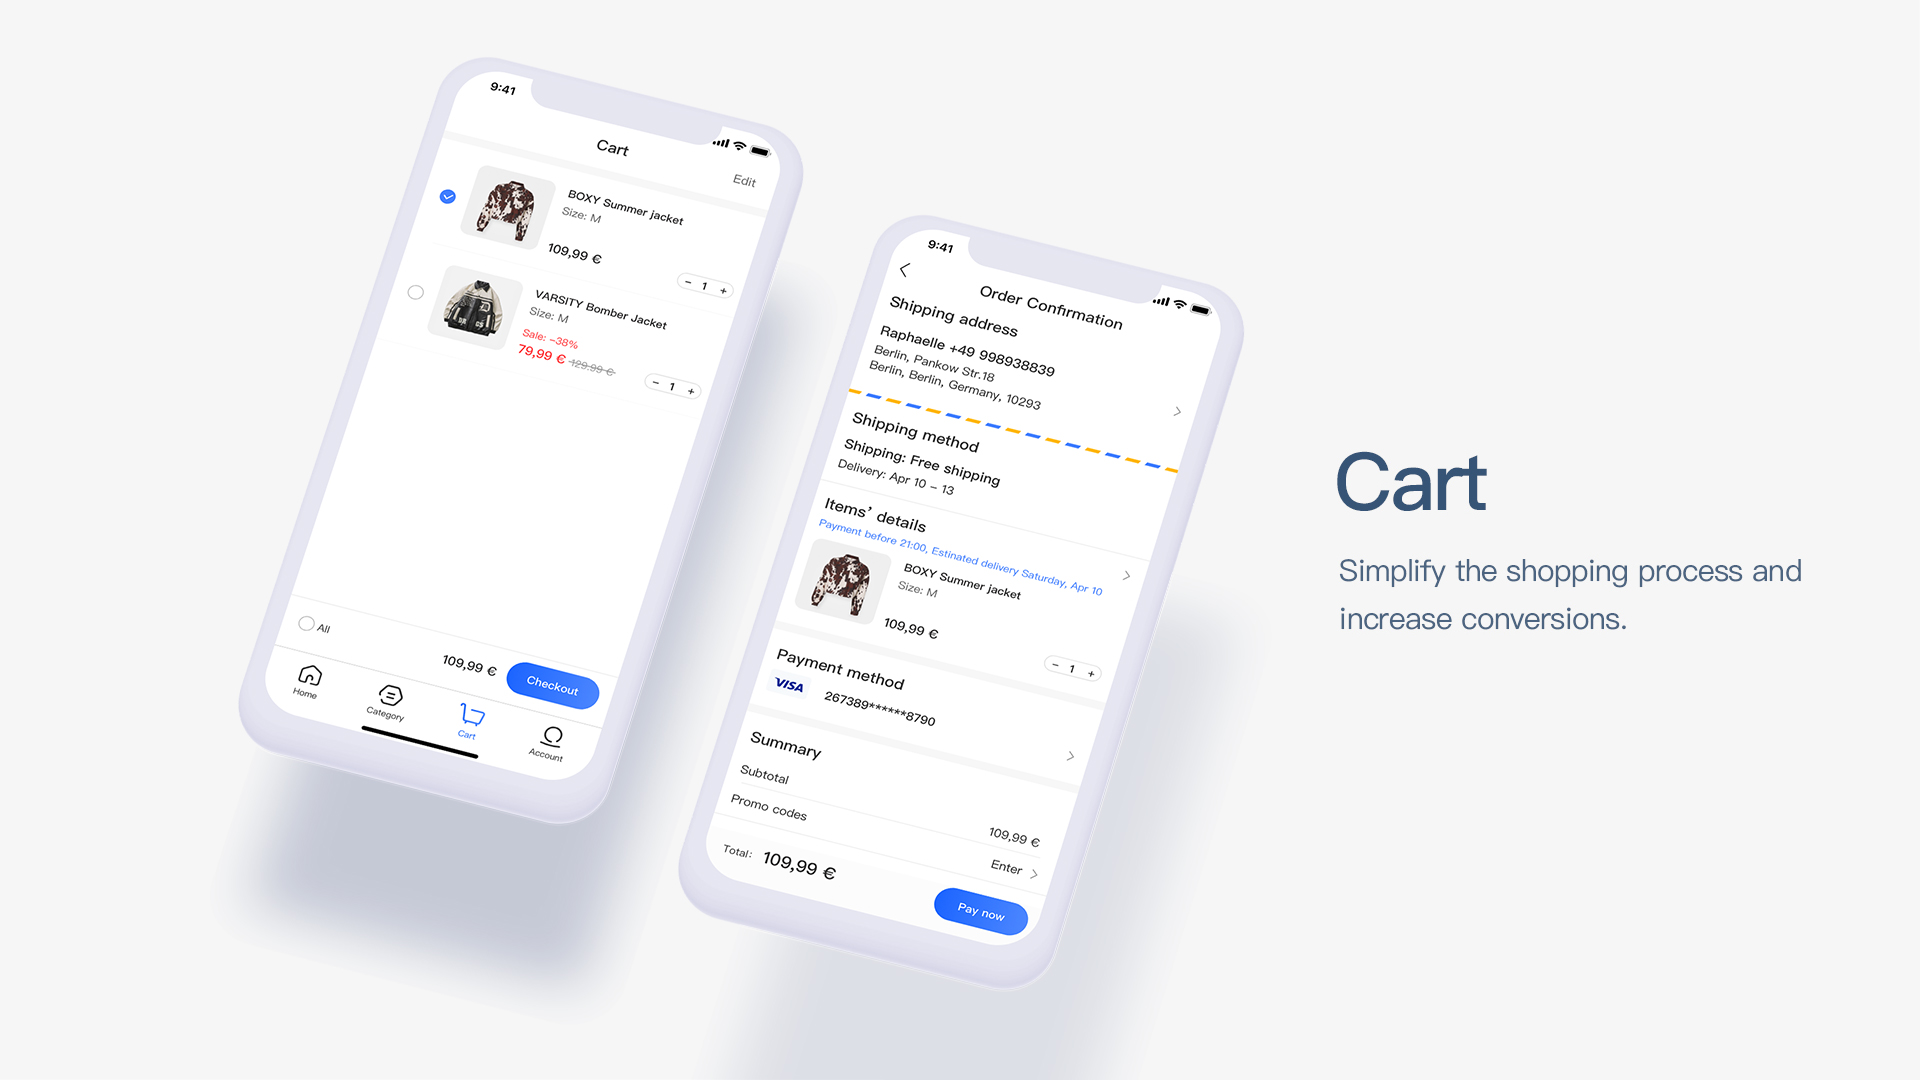 9:41
Cart
Edit
BOXY Summer jacket
Size: M
109,99 €
− 1 +
VARSITY Bomber Jacket
Size: M
Sale: −38%
79,99 € 129.99 €
− 1 +
All
109,99 €
Checkout
Home
Category
Cart
Account
9:41
Order Confirmation
Shipping address
Raphaelle +49 998938839
Berlin, Pankow Str.18
Berlin, Berlin, Germany, 10293
Shipping method
Shipping: Free shipping
Delivery: Apr 10 – 13
Items’ details
Payment before 21:00, Estinated delivery Saturday, Apr 10
BOXY Summer jacket
Size: M
109,99 €
− 1 +
Payment method
VISA 267389******8790
Summary
Subtotal
109,99 €
Promo codes
Enter
Total: 109,99 €
Pay now
Cart
Simplify the shopping process and
increase conversions.